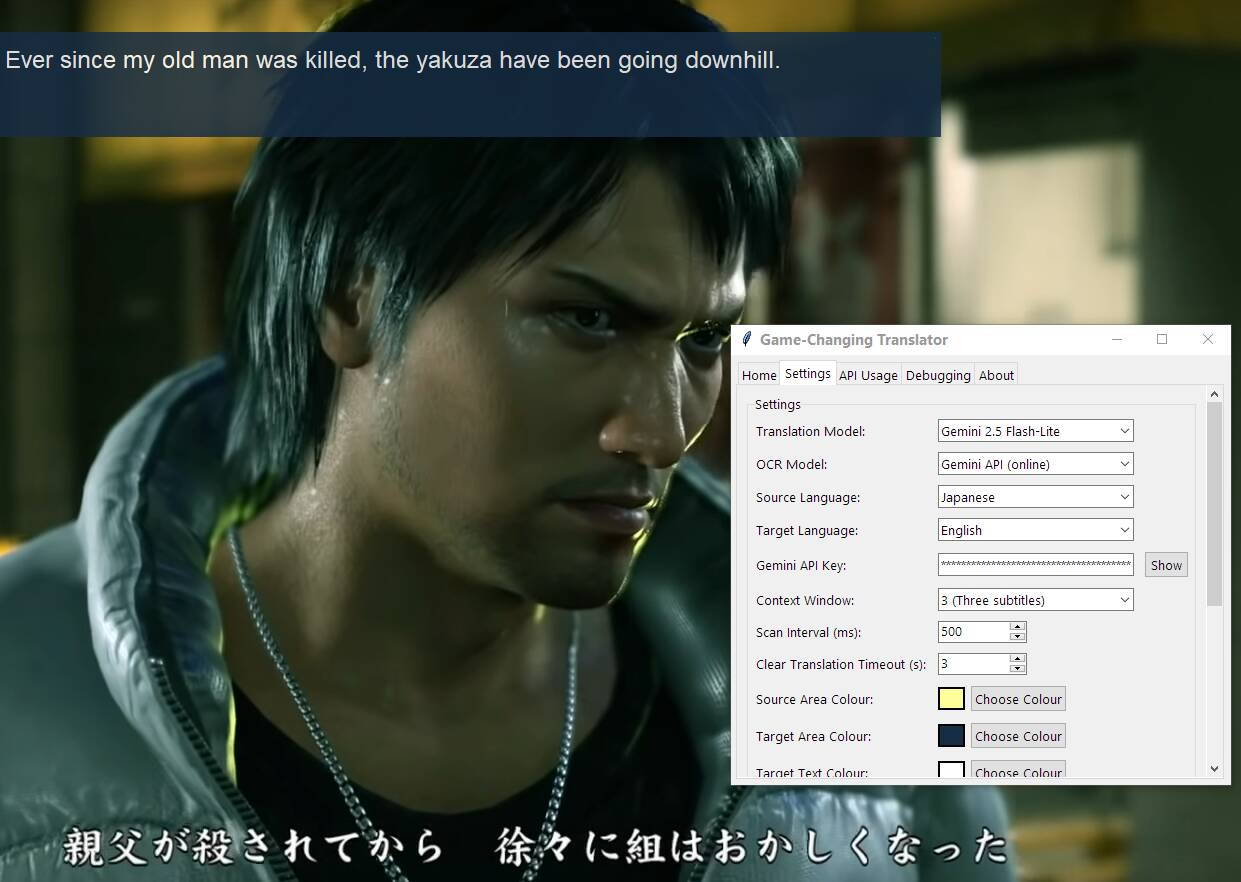 Ever since my old man was killed, the yakuza have been going downhill.
Game-Changing Translator
Home Settings API Usage Debugging About
Settings
Translation Model: Gemini 2.5 Flash-Lite
OCR Model: Gemini API (online)
Source Language: Japanese
Target Language: English
Gemini API Key: *************************************** Show
Context Window: 3 (Three subtitles)
Scan Interval (ms): 500
Clear Translation Timeout (s): 3
Source Area Colour: Choose Colour
Target Area Colour: Choose Colour
Target Text Colour: Choose Colour
親父が殺されてから 徐々に組はおかしくなった